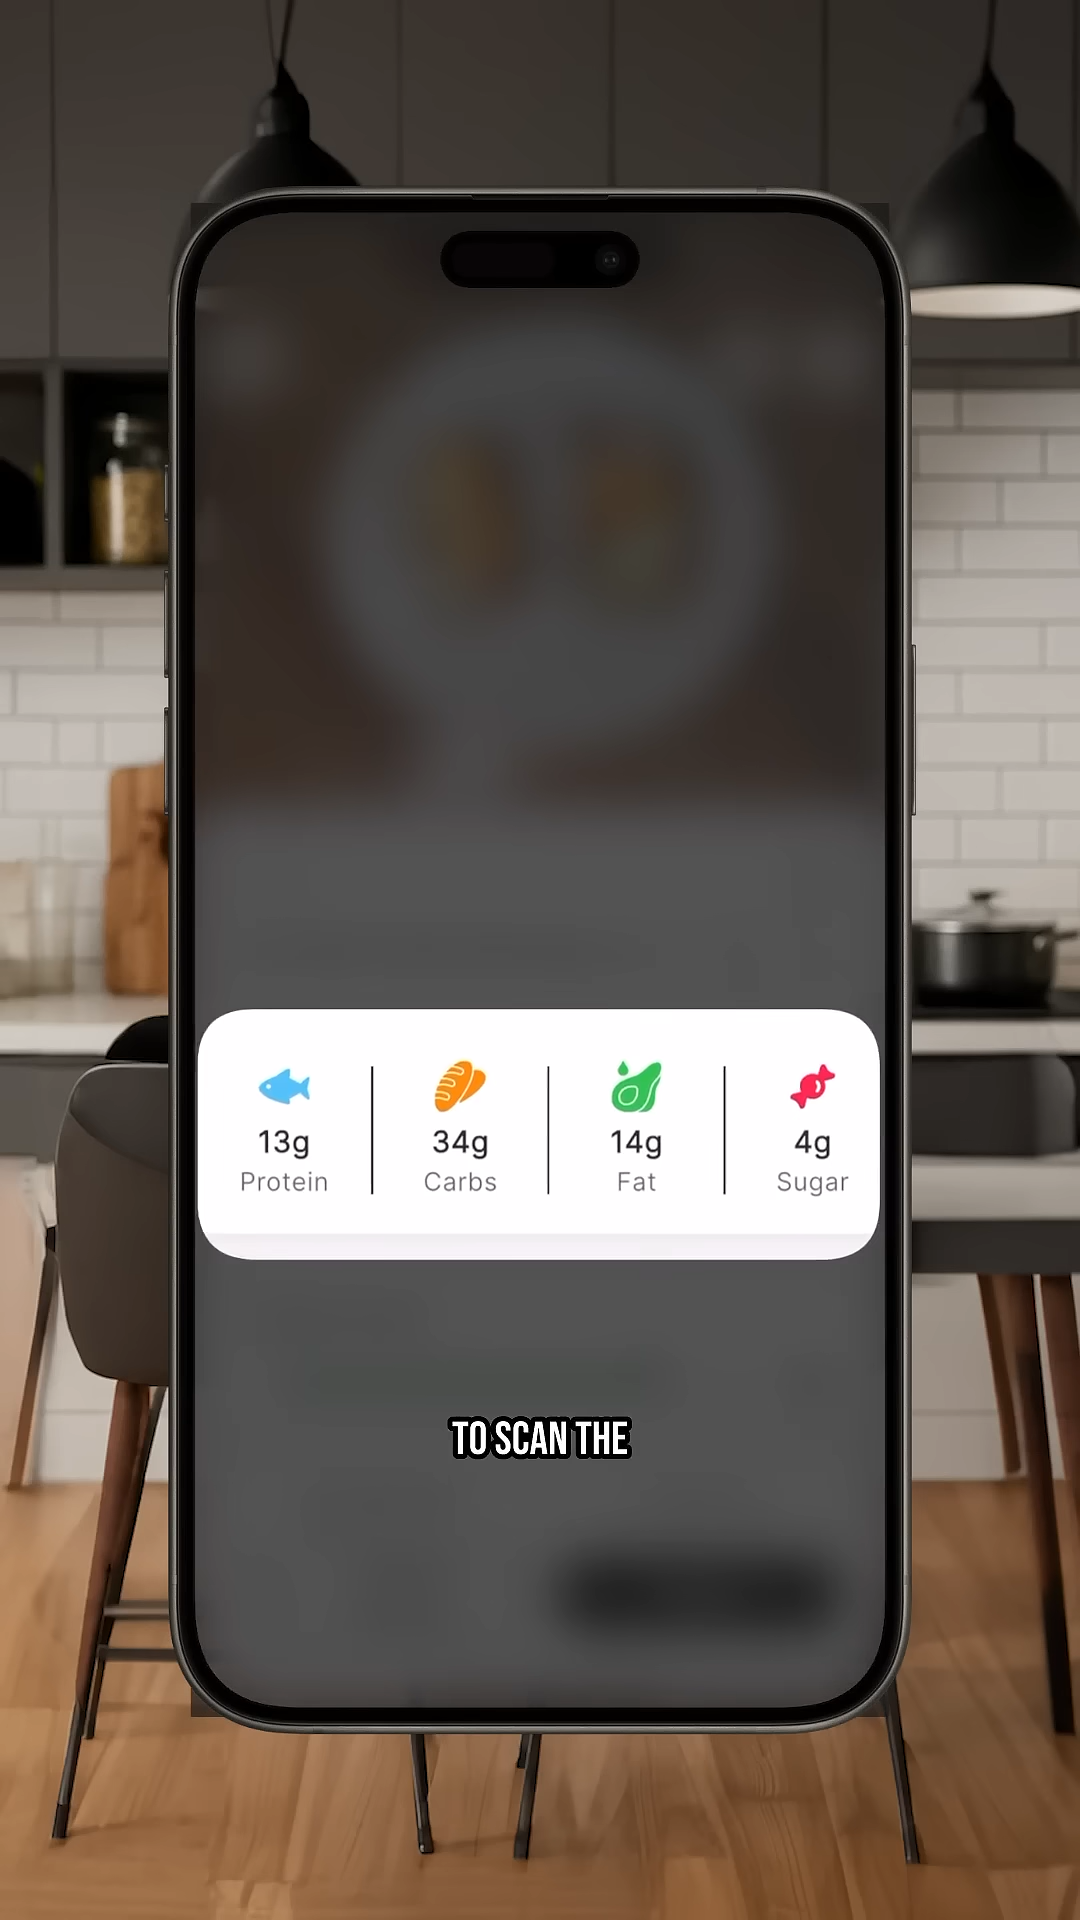 13g
34g
14g
4g
Protein
Carbs
Fat
Sugar
TO SCAN THE